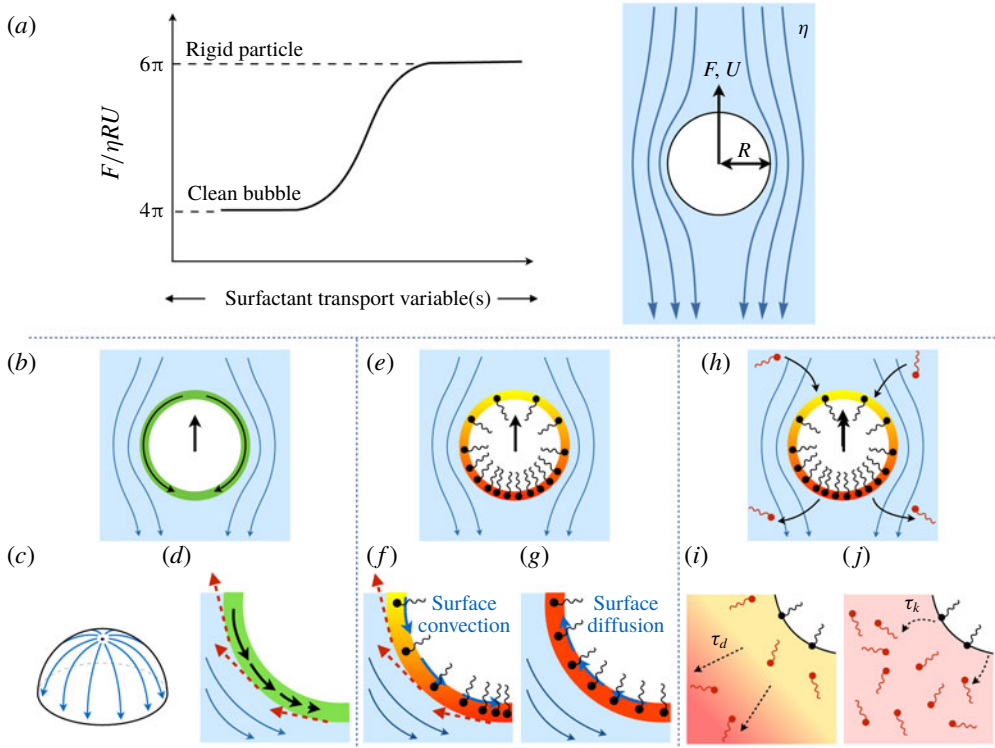 (a)
6π
Rigid particle
F/ηRU
Clean bubble
4π
Surfactant transport variable(s)
η
F, U
R
(b)
(e)
(h)
(c)
(d)
(f)
(g)
(i)
(j)
Surface
convection
Surface
diffusion
τd
τk